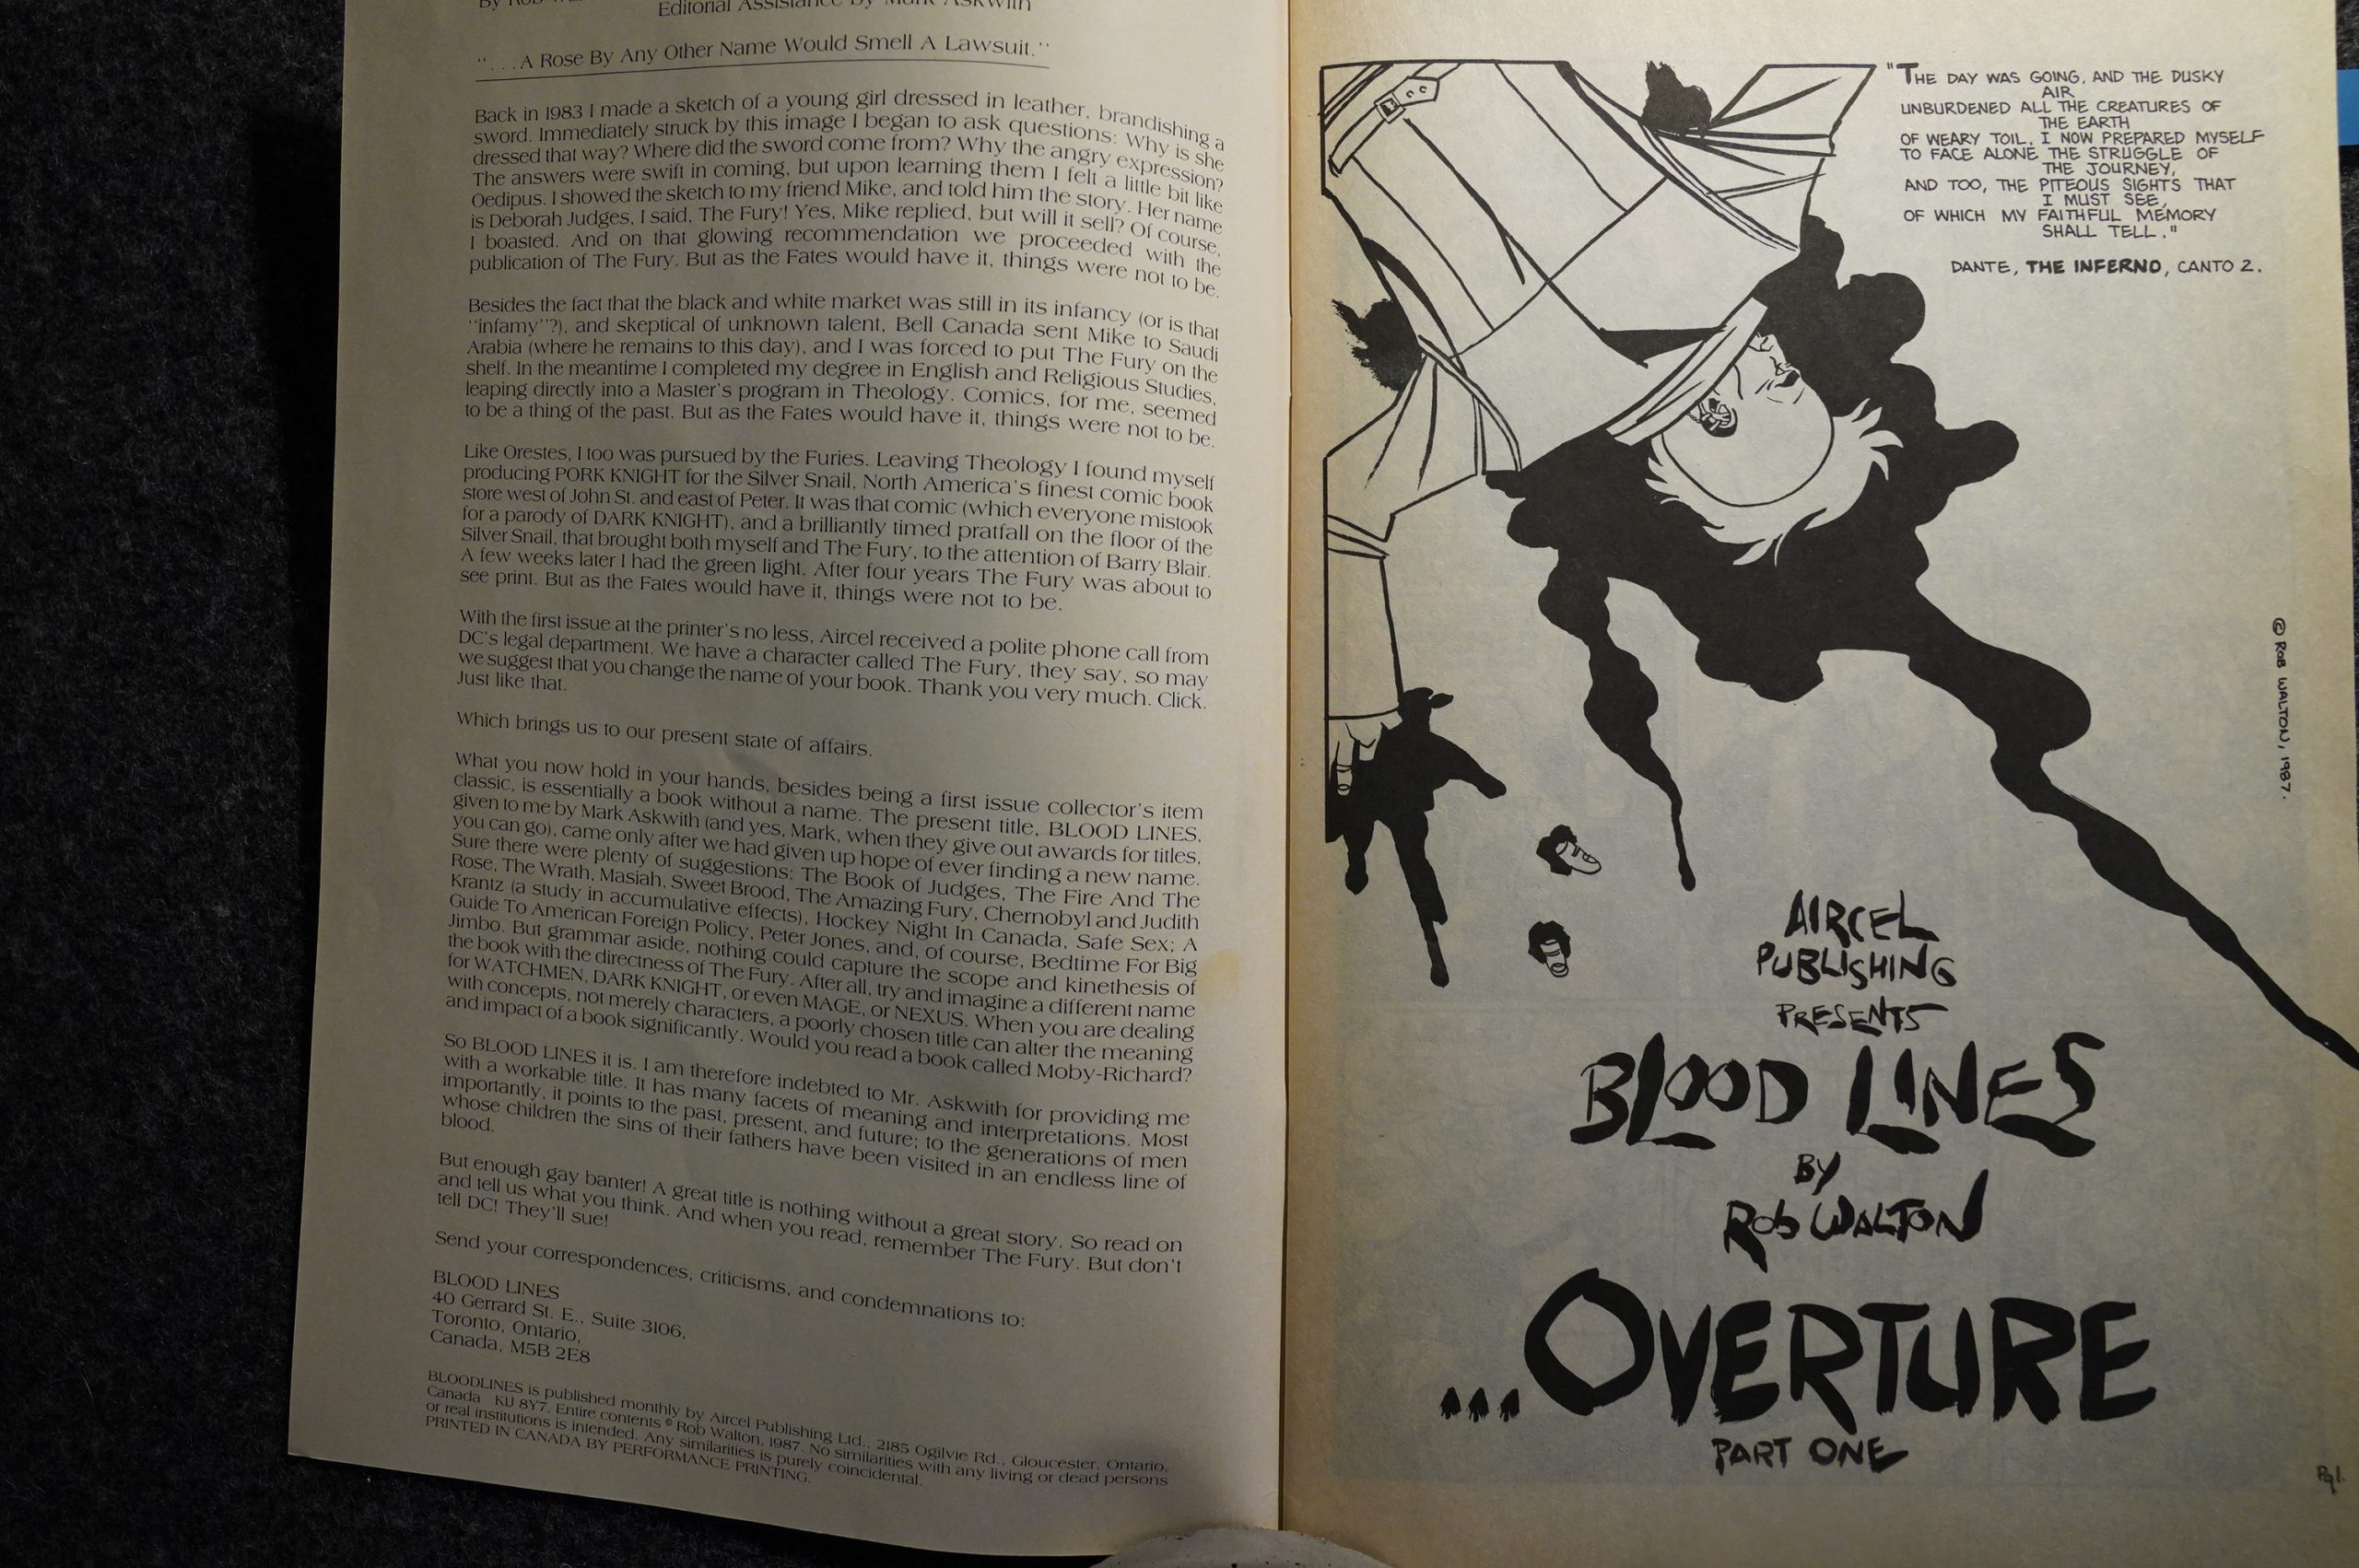 By Rob
Editorial Assistance by Mark Askwith
". . . A Rose By Any Other Name Would Smell A Lawsuit."
Back in 1983 I made a sketch of a young girl dressed in leather, brandishing a
sword. Immediately struck by this image I began to ask questions: Why is she
dressed that way? Where did the sword come from? Why the angry expression?
The answers were swift in coming, but upon learning them I felt a little bit like
Oedipus. I showed the sketch to my friend Mike, and told him the story. Her name
is Deborah Judges, I said, The Fury! Yes, Mike replied, but will it sell? Of course,
I boasted. And on that glowing recommendation we proceeded with the
publication of The Fury. But as the Fates would have it, things were not to be.
Besides the fact that the black and white market was still in its infancy (or is that
''infamy''?), and skeptical of unknown talent, Bell Canada sent Mike to Saudi
Arabia (where he remains to this day), and I was forced to put The Fury on the
shelf. In the meantime I completed my degree in English and Religious Studies,
leaping directly into a Master's program in Theology. Comics, for me, seemed
to be a thing of the past. But as the Fates would have it, things were not to be.
Like Orestes, I too was pursued by the Furies. Leaving Theology I found myself
producing PORK KNIGHT for the Silver Snail, North America's finest comic book
store west of John St. and east of Peter. It was that comic (which everyone mistook
for a parody of DARK KNIGHT), and a brilliantly timed pratfall on the floor of the
Silver Snail, that brought both myself and The Fury, to the attention of Barry Blair.
A few weeks later I had the green light. After four years The Fury was about to
see print. But as the Fates would have it, things were not to be.
With the first issue at the printer's no less, Aircel received a polite phone call from
DC's legal department. We have a character called The Fury, they say, so may
we suggest that you change the name of your book. Thank you very much. Click.
Just like that.
Which brings us to our present state of affairs.
What you now hold in your hands, besides being a first issue collector's item
classic, is essentially a book without a name. The present title, BLOOD LINES,
given to me by Mark Askwith (and yes, Mark, when they give out awards for titles,
you can go), came only after we had given up hope of ever finding a new name.
Sure there were plenty of suggestions: The Book of Judges, The Fire And The
Rose, The Wrath, Masiah, Sweet Brood, The Amazing Fury, Chernobyl and Judith
Krantz (a study in accumulative effects), Hockey Night In Canada, Safe Sex; A
Guide To American Foreign Policy, Peter Jones, and, of course, Bedtime For Big
Jimbo. But grammar aside, nothing could capture the scope and kinethesis of
the book with the directness of The Fury. After all, try and imagine a different name
for WATCHMEN, DARK KNIGHT, or even MAGE, or NEXUS. When you are dealing
with concepts, not merely characters, a poorly chosen title can alter the meaning
and impact of a book significantly. Would you read a book called Moby-Richard?
So BLOOD LINES it is. I am therefore indebted to Mr. Askwith for providing me
with a workable title. It has many facets of meaning and interpretations. Most
importantly, it points to the past, present, and future; to the generations of men
whose children the sins of their fathers have been visited in an endless line of
blood.
But enough gay banter! A great title is nothing without a great story. So read on
and tell us what you think. And when you read, remember The Fury. But don't
tell DC! They'll sue!
Send your correspondences, criticisms, and condemnations to:
BLOOD LINES
40 Gerrard St. E., Suite 3106,
Toronto, Ontario,
Canada, M5B 2E8
BLOODLINES is published monthly by Aircel Publishing Ltd., 2185 Ogilvie Rd., Gloucester, Ontario,
Canada KIJ 8Y7. Entire contents © Rob Walton, 1987. No similarities with any living or dead persons
or real institutions is intended. Any similarities is purely coincidental.
PRINTED IN CANADA BY PERFORMANCE PRINTING.
"THE DAY WAS GOING, AND THE DUSKY
AIR
UNBURDENED ALL THE CREATURES OF
THE EARTH
OF WEARY TOIL. I NOW PREPARED MYSELF
TO FACE ALONE THE STRUGGLE OF
THE JOURNEY,
AND TOO, THE PITEOUS SIGHTS THAT
I MUST SEE,
OF WHICH MY FAITHFUL MEMORY
SHALL TELL."
DANTE, THE INFERNO, CANTO 2.
© ROB WALTON, 1987.
AIRCEL
PUBLISHING
PRESENTS
BLOOD LINES
BY
ROB WALTON
...OVERTURE
PART ONE
Pg 1.